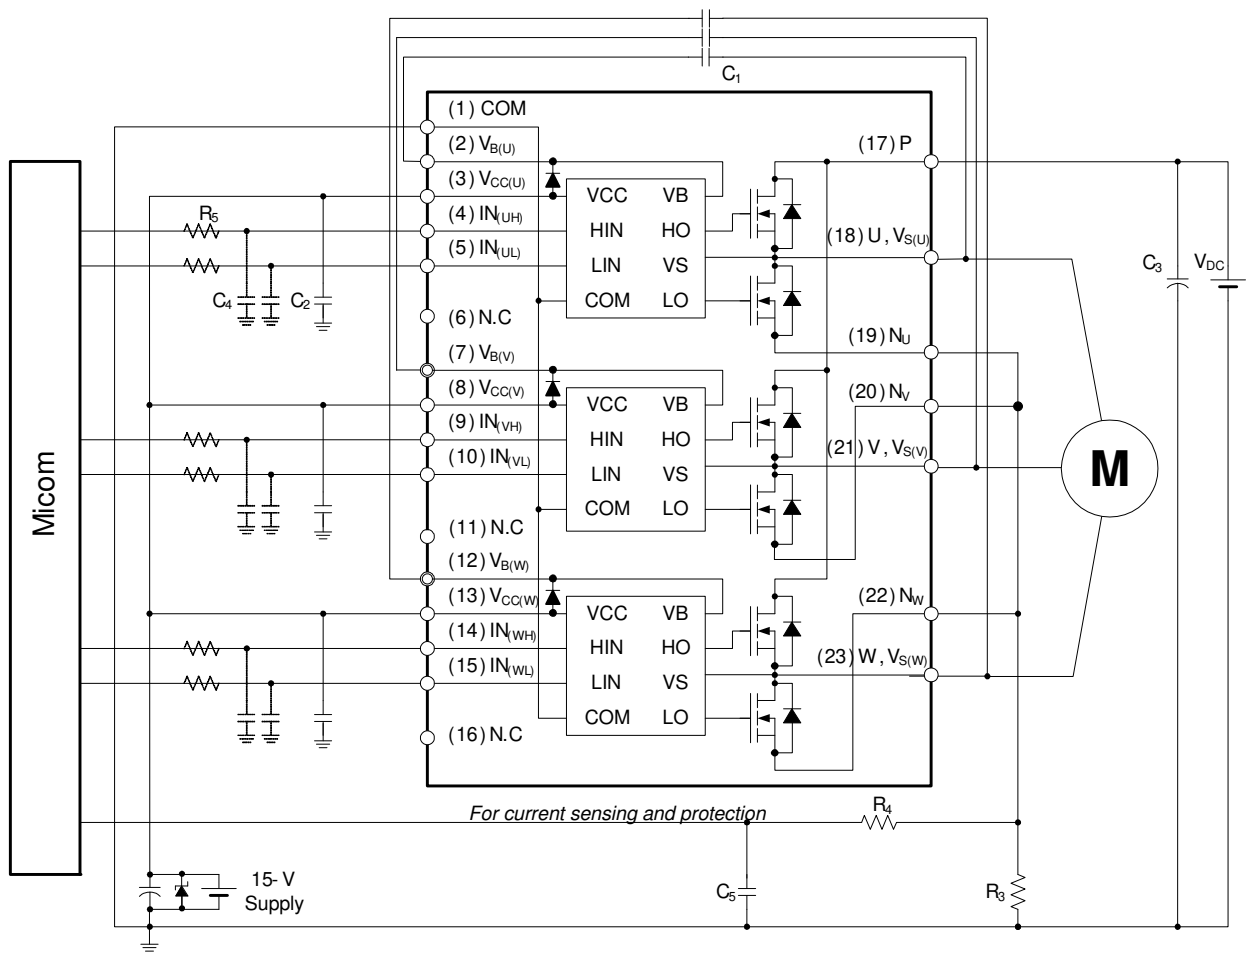 C1
(1) COM
(2) VB(U)
(3) VCC(U)
(4) IN(UH)
(5) IN(UL)
(6) N.C
(7) VB(V)
(8) VCC(V)
(9) IN(VH)
(10) IN(VL)
(11) N.C
(12) VB(W)
(13) VCC(W)
(14) IN(WH)
(15) IN(WL)
(16) N.C
VCC VB
HIN HO
LIN VS
COM LO
VCC VB
HIN HO
LIN VS
COM LO
VCC VB
HIN HO
LIN VS
COM LO
(17) P
(18) U, VS(U)
(19) NU
(20) NV
(21) V, VS(V)
(22) NW
(23) W, VS(W)
Micom
R5
C4
C2
C3
VDC
M
For current sensing and protection
R4
C5
R3
15-V
Supply